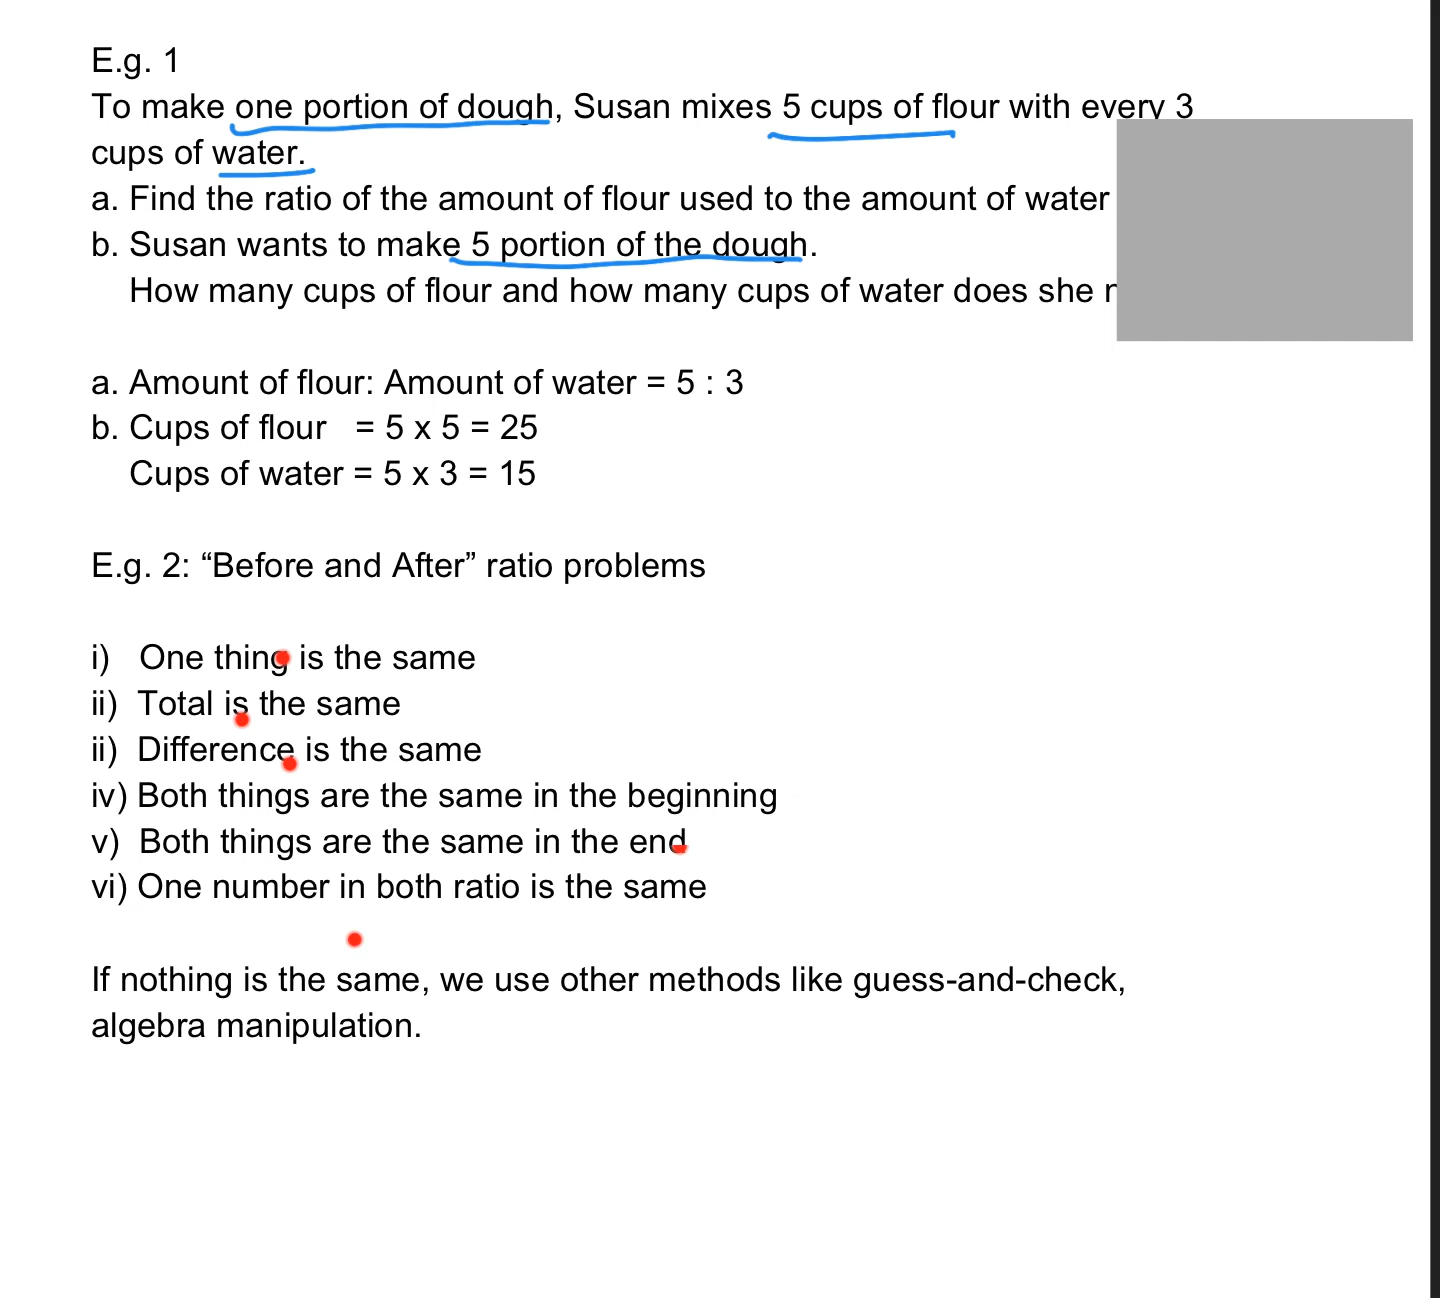 E.g. 1
To make one portion of dough, Susan mixes 5 cups of flour with every 3
cups of water.
a. Find the ratio of the amount of flour used to the amount of water
b. Susan wants to make 5 portion of the dough.
How many cups of flour and how many cups of water does she
a. Amount of flour: Amount of water = 5 : 3
b. Cups of flour = 5 x 5 = 25
Cups of water = 5 x 3 = 15
E.g. 2: “Before and After” ratio problems
i) One thing is the same
ii) Total is the same
ii) Difference is the same
iv) Both things are the same in the beginning
v) Both things are the same in the end
vi) One number in both ratio is the same
If nothing is the same, we use other methods like guess-and-check,
algebra manipulation.